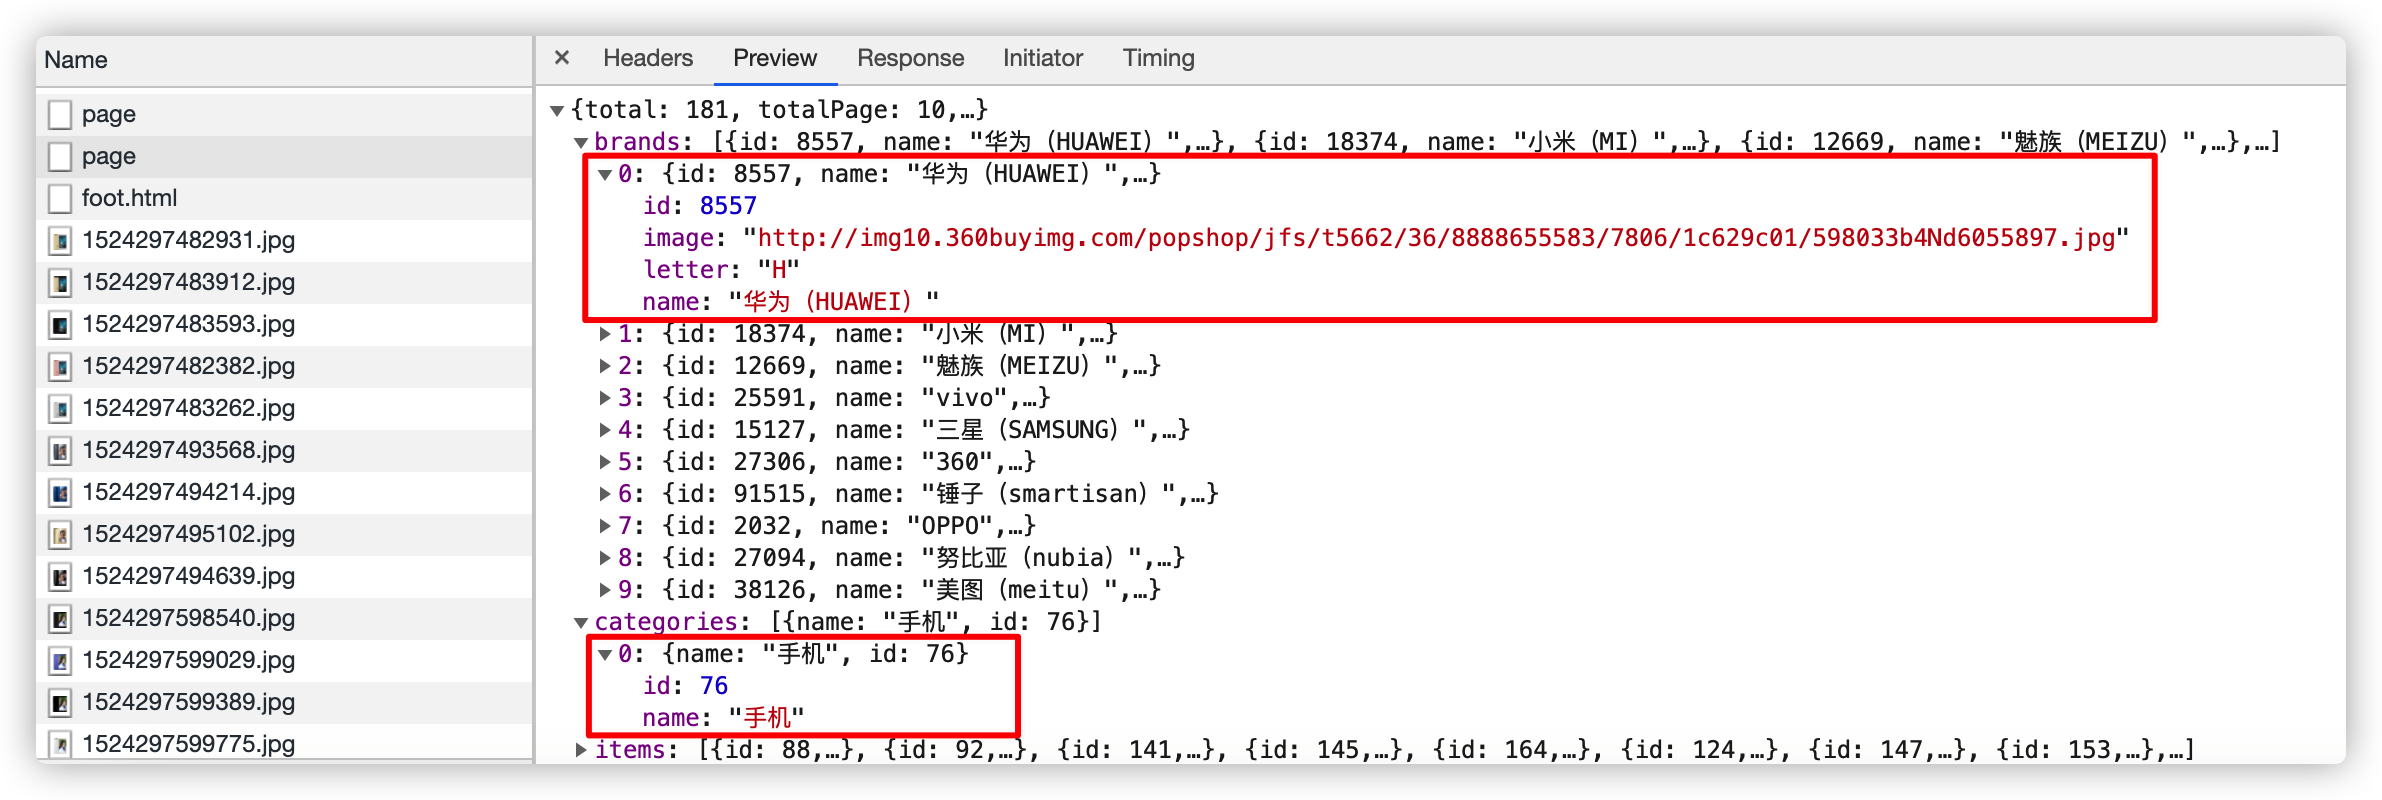 Name
page
page
foot.html
1524297482931.jpg
1524297483912.jpg
1524297483593.jpg
1524297482382.jpg
1524297483262.jpg
1524297493568.jpg
1524297494214.jpg
1524297495102.jpg
1524297494639.jpg
1524297598540.jpg
1524297599029.jpg
1524297599389.jpg
1524297599775.jpg
× Headers Preview Response Initiator Timing
▼{total: 181, totalPage: 10,…}
▼brands: [{id: 8557, name: "华为（HUAWEI）",…}, {id: 18374, name: "小米（MI）",…}, {id: 12669, name: "魅族（MEIZU）",…},…]
▼0: {id: 8557, name: "华为（HUAWEI）",…}
id: 8557
image: "http://img10.360buyimg.com/popshop/jfs/t5662/36/8888655583/7806/1c629c01/598033b4Nd6055897.jpg"
letter: "H"
name: "华为（HUAWEI）"
▶1: {id: 18374, name: "小米（MI）",…}
▶2: {id: 12669, name: "魅族（MEIZU）",…}
▶3: {id: 25591, name: "vivo",…}
▶4: {id: 15127, name: "三星（SAMSUNG）",…}
▶5: {id: 27306, name: "360",…}
▶6: {id: 91515, name: "锤子（smartisan）",…}
▶7: {id: 2032, name: "OPPO",…}
▶8: {id: 27094, name: "努比亚（nubia）",…}
▶9: {id: 38126, name: "美图（meitu）",…}
▼categories: [{name: "手机", id: 76}]
▼0: {name: "手机", id: 76}
id: 76
name: "手机"
▶items: [{id: 88,…}, {id: 92,…}, {id: 141,…}, {id: 145,…}, {id: 164,…}, {id: 124,…}, {id: 147,…}, {id: 153,…},…]